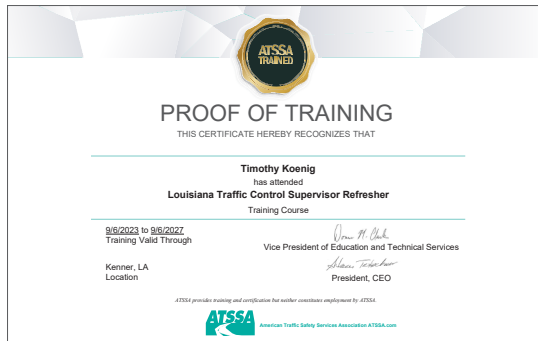 ATSSA
TRAINED
PROOF OF TRAINING
THIS CERTIFICATE HEREBY RECOGNIZES THAT
Timothy Koenig
has attended
Louisiana Traffic Control Supervisor Refresher
Training Course
9/6/2023 to 9/6/2027
Training Valid Through
Vice President of Education and Technical Services
Kenner, LA
Location
President, CEO
ATSSA provides training and certification but neither constitutes employment by ATSSA
ATSSA American Traffic Safety Services Association ATSSA.com